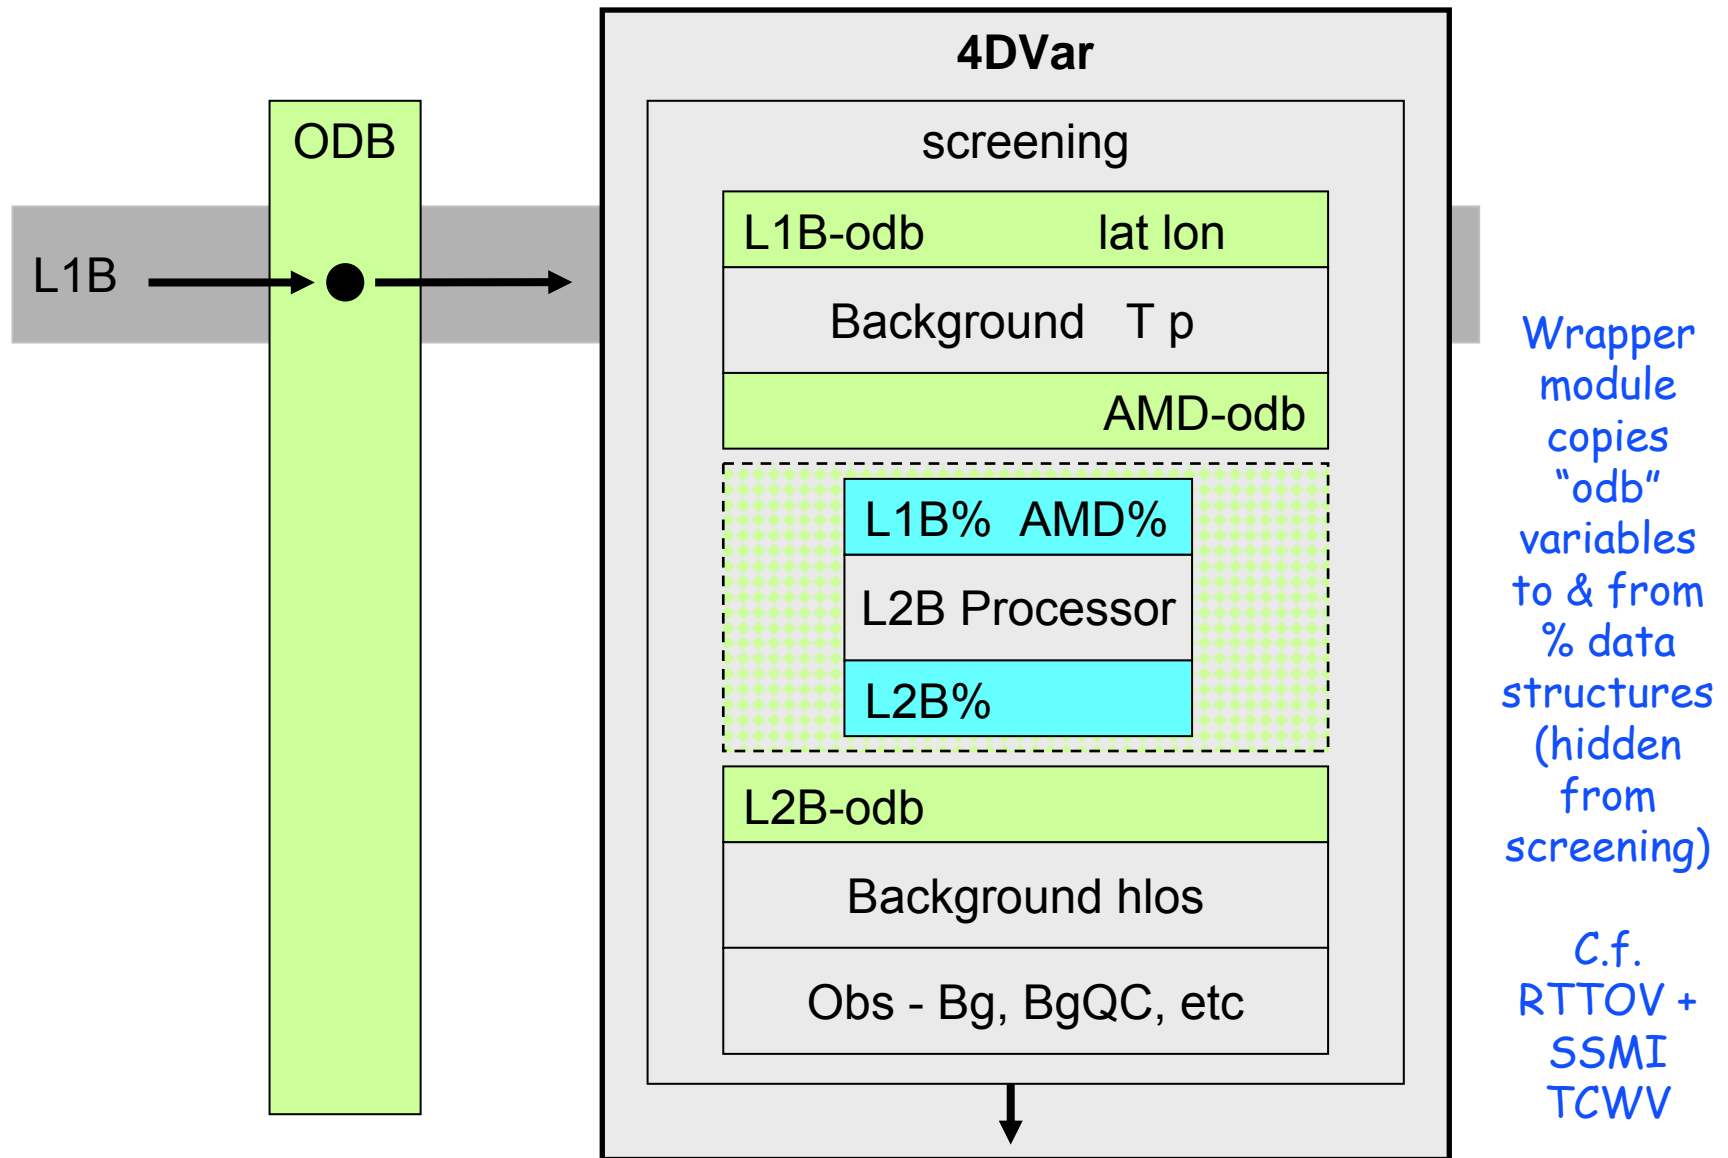 4DVar
ODB
screening
L1B
L1B-odb lat lon
Background T p
AMD-odb
L1B% AMD%
L2B Processor
L2B%
L2B-odb
Background hlos
Obs - Bg, BgQC, etc
Wrapper
module
copies
“odb”
variables
to & from
% data
structures
(hidden
from
screening)
C.f.
RTTOV +
SSMI
TCWV